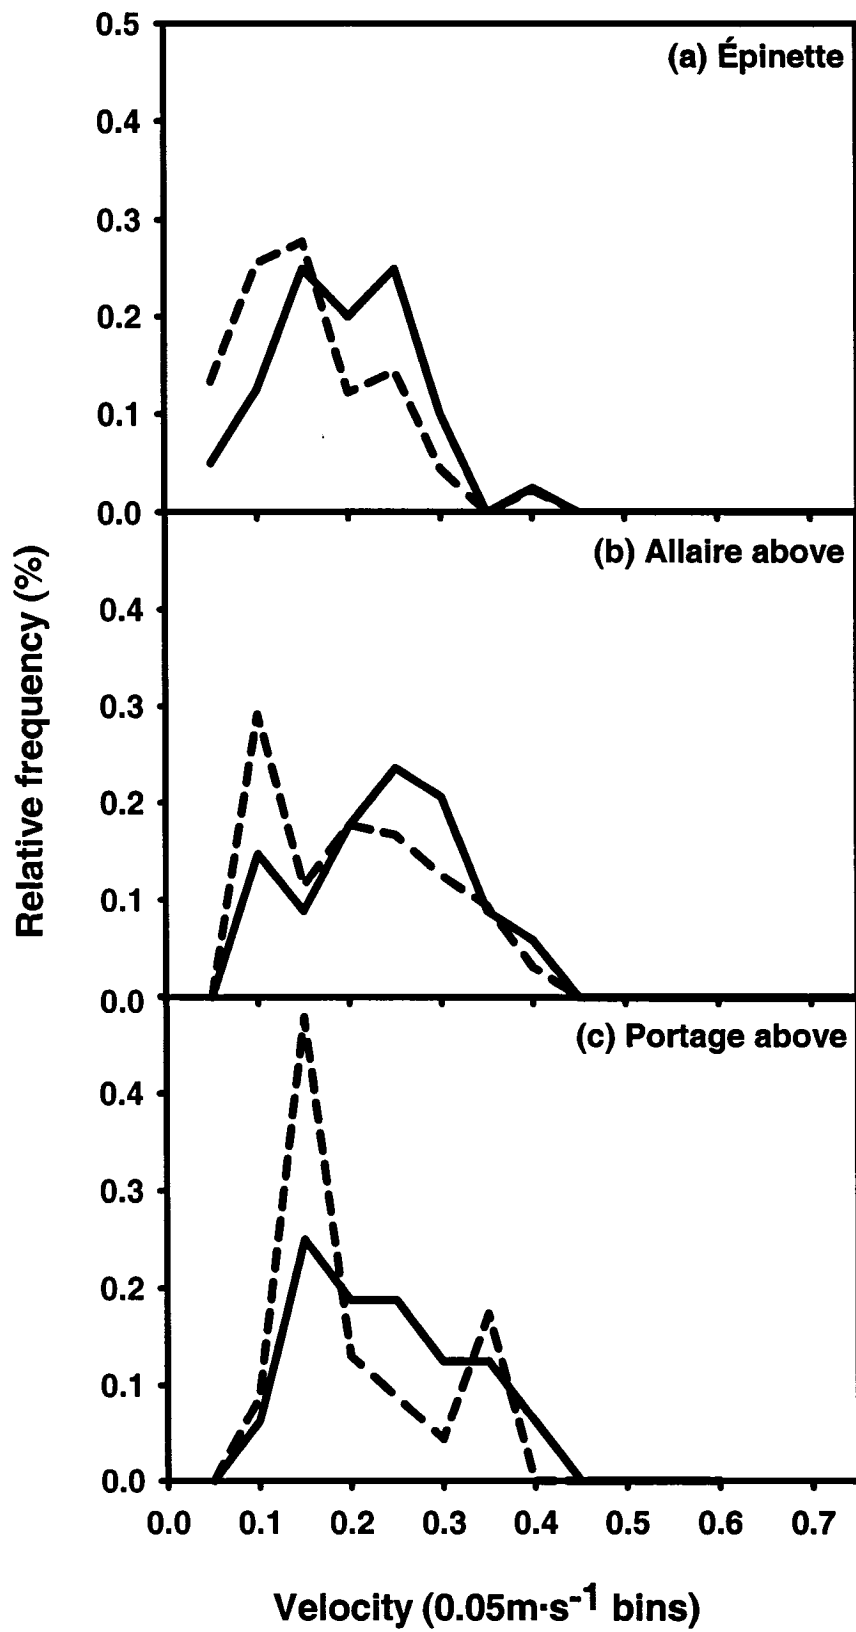 0.5
(a) Épinette
0.4
0.3
0.2
0.1
0.0
(b) Allaire above
0.4
0.3
0.2
0.1
0.0
(c) Portage above
0.4
0.3
0.2
0.1
0.0
0.0 0.1 0.2 0.3 0.4 0.5 0.6 0.7
Relative frequency (%)
Velocity (0.05m·s⁻¹ bins)